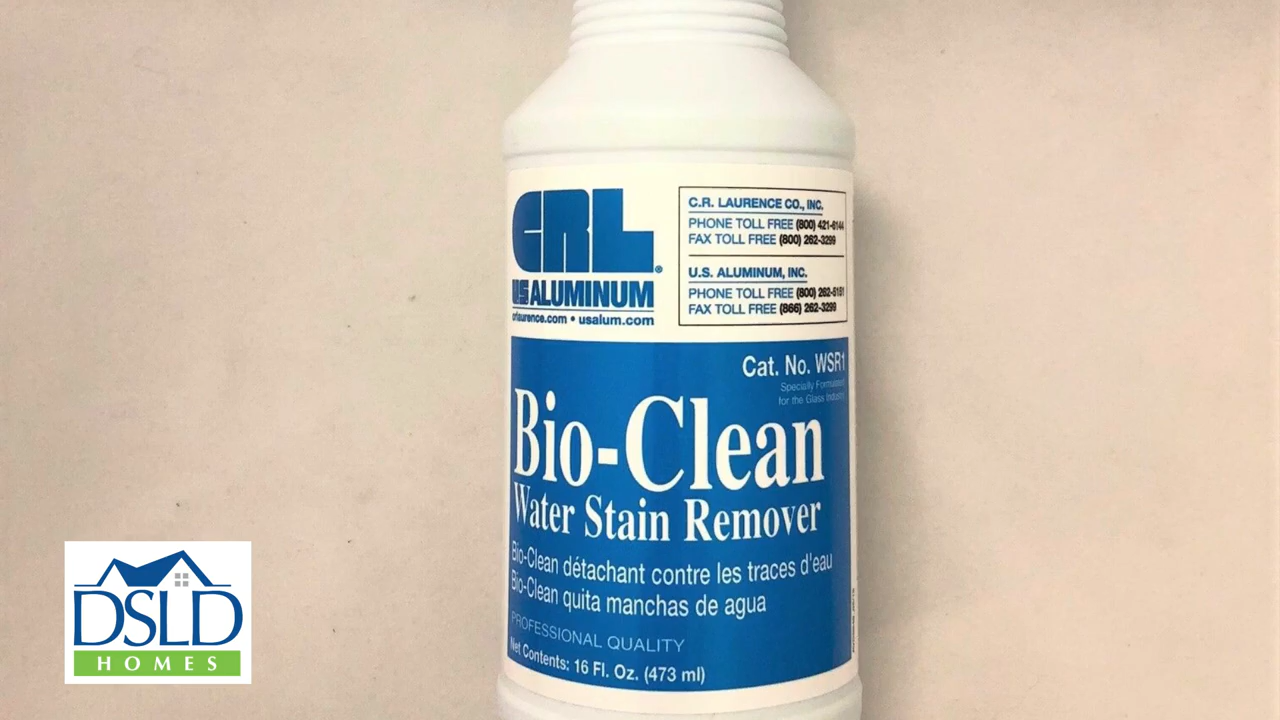 CRL
U.S. ALUMINUM
crlaurence.com • usalum.com
C.R. LAURENCE CO., INC.
PHONE TOLL FREE (800) 421-6144
FAX TOLL FREE (800) 262-3299
U.S. ALUMINUM, INC.
PHONE TOLL FREE (800) 262-5151
FAX TOLL FREE (866) 262-3299
Cat. No. WSR1
Specially Formulated
for the Glass Industry
Bio-Clean
Water Stain Remover
Bio-Clean détachant contre les traces d'eau
Bio-Clean quita manchas de agua
PROFESSIONAL QUALITY
Net Contents: 16 Fl. Oz. (473 ml)
DSLD
HOMES